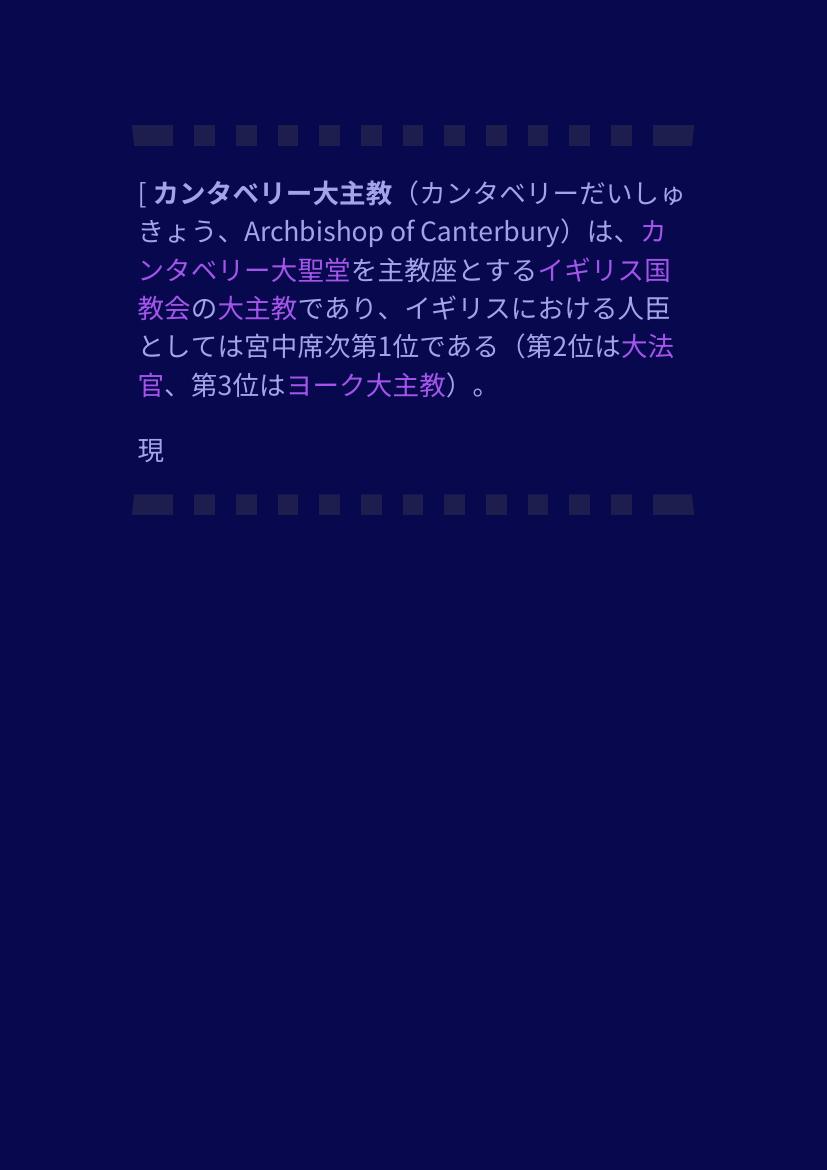 [ カンタベリー大主教（カンタベリーだいしゅ
きょう、Archbishop of Canterbury）は、カ
ンタベリー大聖堂を主教座とするイギリス国
教会の大主教であり、イギリスにおける人臣
としては宮中席次第1位である（第2位は大法
官、第3位はヨーク大主教）。
現